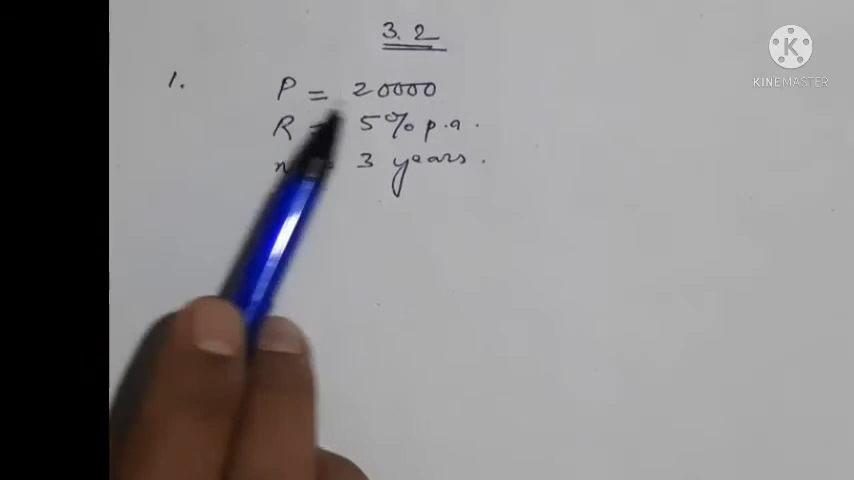 3.2
1. P = 20000
R = 5% p.a.
n = 3 years.
KINEMASTER